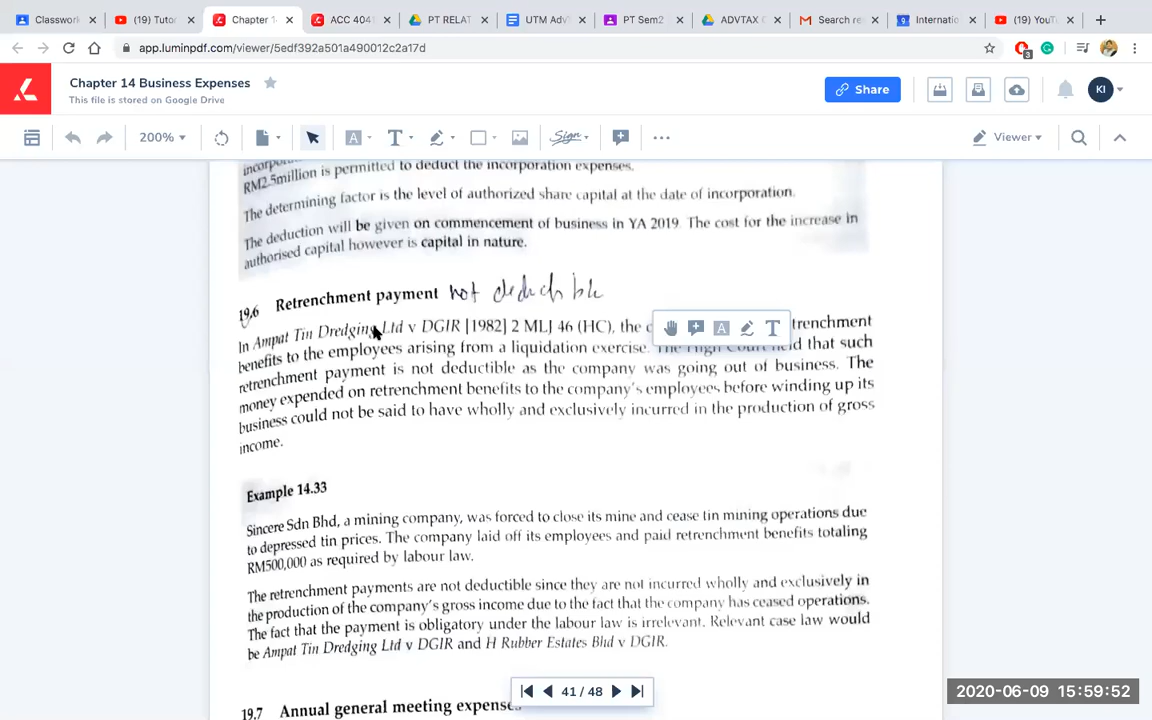 Classwork
(19) Tutor
Chapter 1
ACC 404
PT RELAT
UTM Adv
PT Sem2
ADVTAX
Search re
Internatio
(19) YouT
app.luminpdf.com/viewer/5edf392a501a490012c2a17d
3
Chapter 14 Business Expenses
This file is stored on Google Drive
Share
KI
200%
A
T
Sign
Viewer
RM2.5million is permitted to deduct the incorporation expenses.
The determining factor is the level of authorized share capital at the date of incorporation.
The deduction will be given on commencement of business in YA 2019. The cost for the increase in
authorised capital however is capital in nature.
19.6 Retrenchment payment not deductible
In Ampat Tin Dredging Ltd v DGIR [1982] 2 MLJ 46 (HC), the trenchment
benefits to the employees arising from a liquidation exercise. The High Court held that such
retrenchment payment is not deductible as the company was going out of business. The
money expended on retrenchment benefits to the company's employees before winding up its
business could not be said to have wholly and exclusively incurred in the production of gross
income.
A T
Example 14.33
Sincere Sdn Bhd, a mining company, was forced to close its mine and cease tin mining operations due
to depressed tin prices. The company laid off its employees and paid retrenchment benefits totaling
RM500,000 as required by labour law.
The retrenchment payments are not deductible since they are not incurred wholly and exclusively in
the production of the company's gross income due to the fact that the company has ceased operations.
The fact that the payment is obligatory under the labour law is irrelevant. Relevant case law would
be Ampat Tin Dredging Ltd v DGIR and H Rubber Estates Bhd v DGIR.
41 / 48
19.7 Annual general meeting expenses
2020-06-09 15:59:52